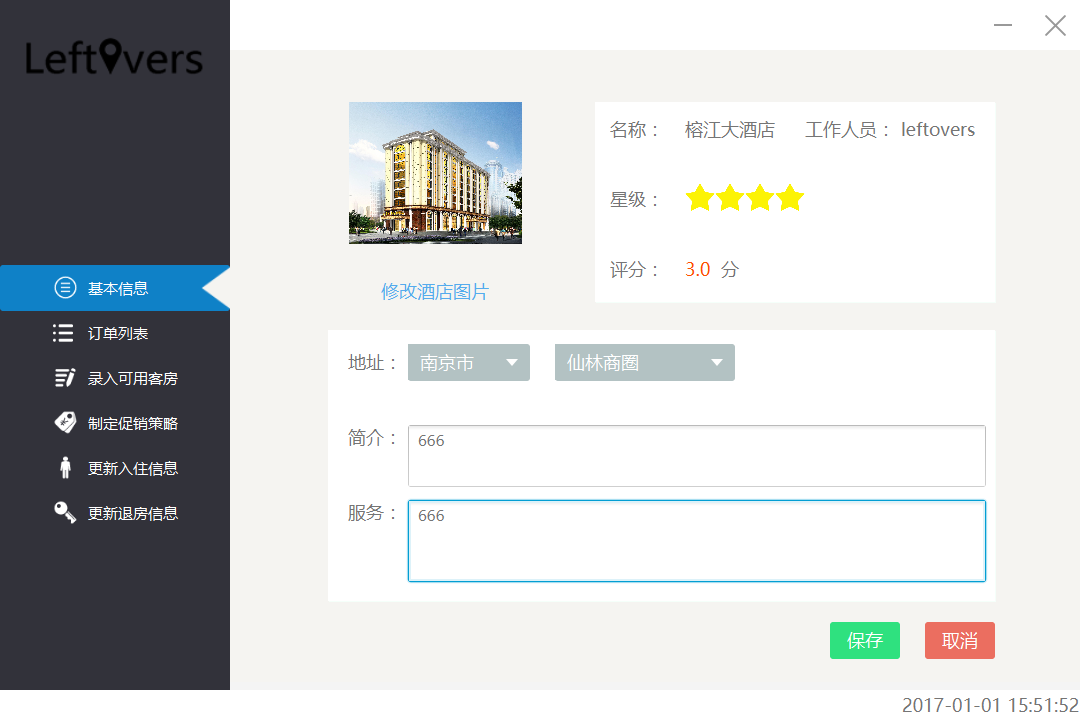 Leftovers
基本信息
订单列表
录入可用客房
制定促销策略
更新入住信息
更新退房信息
修改酒店图片
名称： 榕江大酒店 工作人员： leftovers
星级：
评分： 3.0 分
地址： 南京市 仙林商圈
简介： 666
服务： 666
保存 取消
2017-01-01 15:51:52